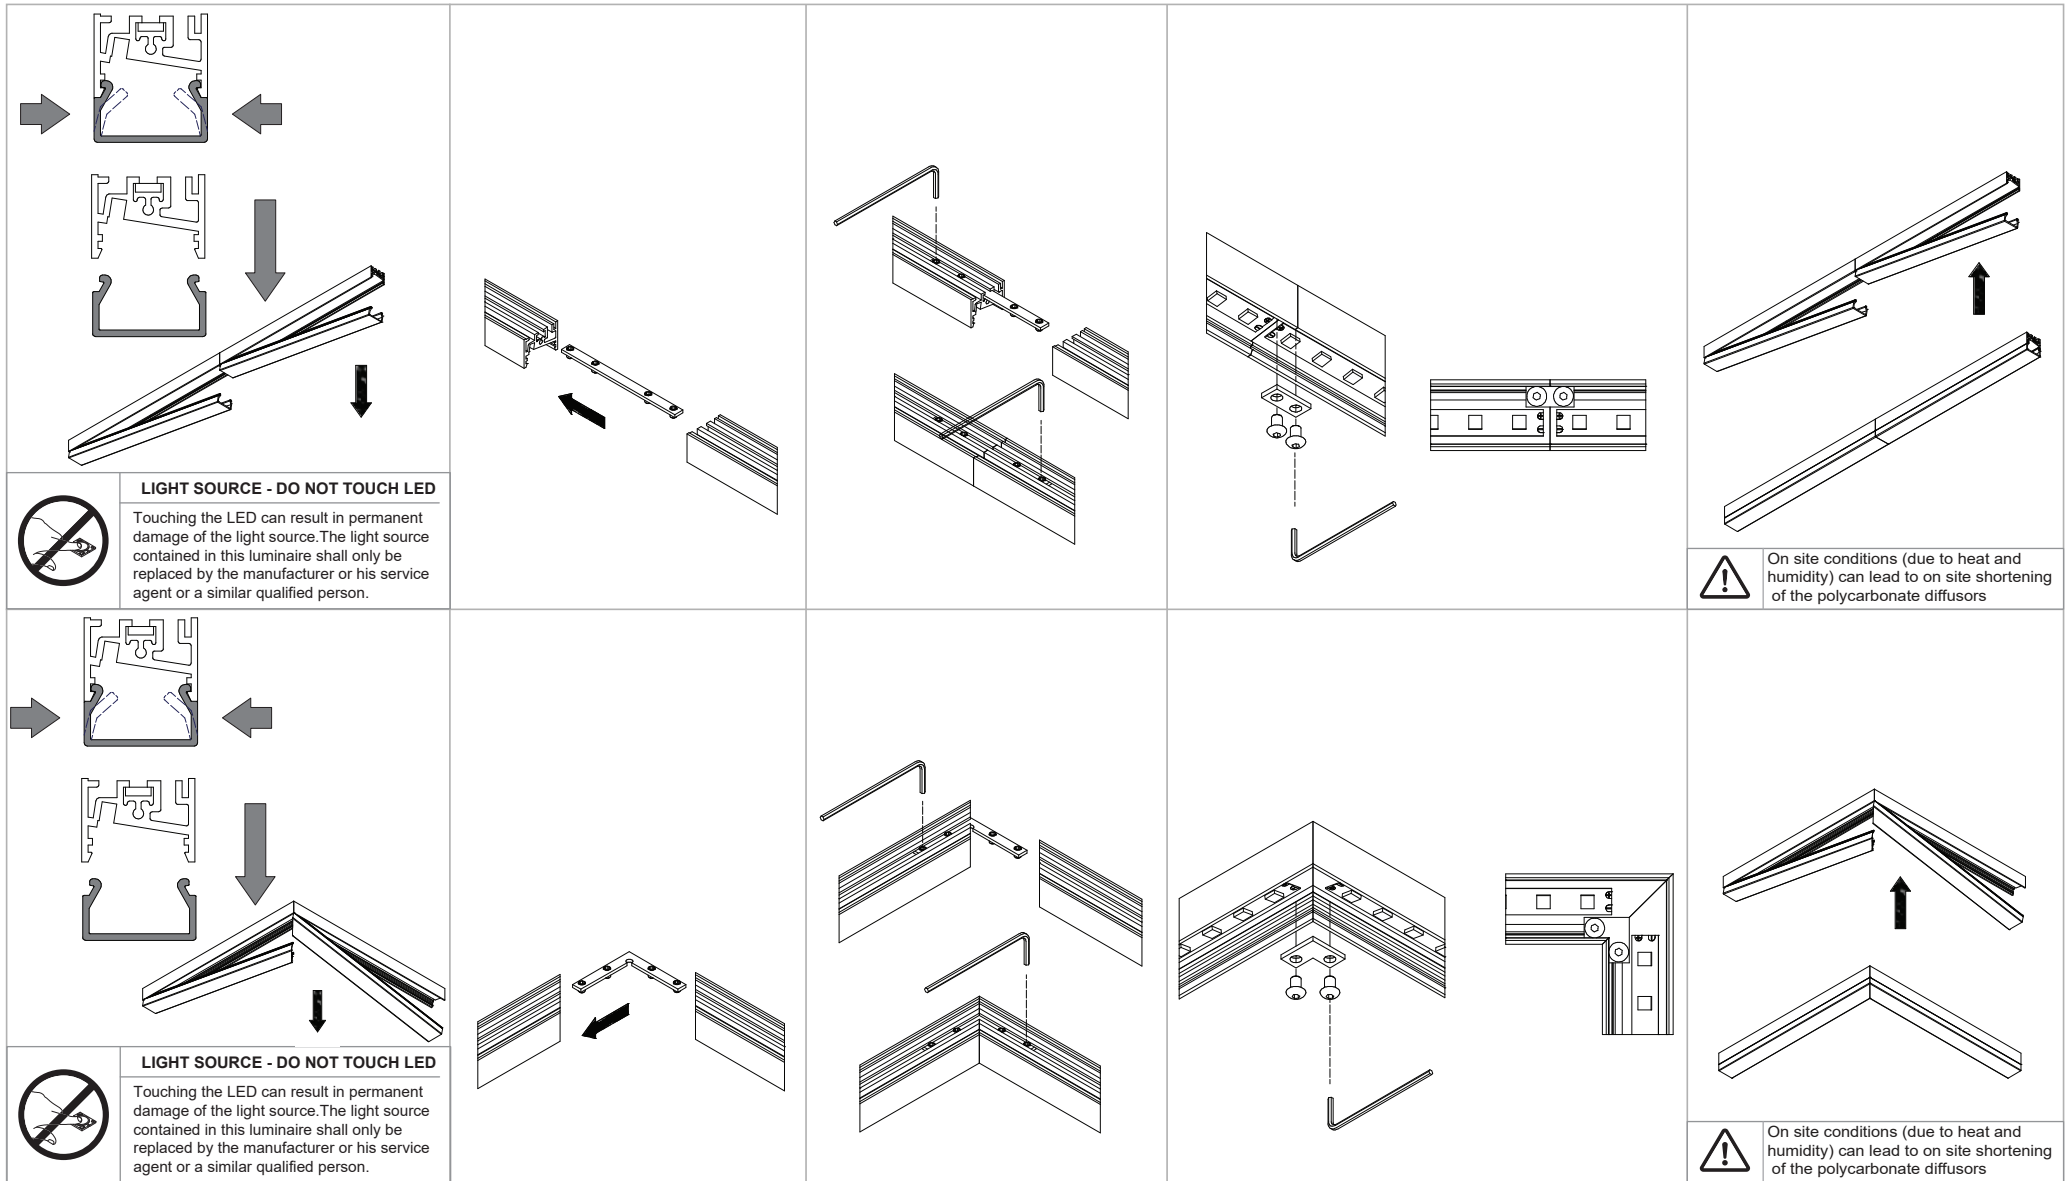 LIGHT SOURCE - DO NOT TOUCH LED
Touching the LED can result in permanent
damage of the light source.The light source
contained in this luminaire shall only be
replaced by the manufacturer or his service
agent or a similar qualified person.
On site conditions (due to heat and
humidity) can lead to on site shortening
of the polycarbonate diffusors
LIGHT SOURCE - DO NOT TOUCH LED
Touching the LED can result in permanent
damage of the light source.The light source
contained in this luminaire shall only be
replaced by the manufacturer or his service
agent or a similar qualified person.
On site conditions (due to heat and
humidity) can lead to on site shortening
of the polycarbonate diffusors